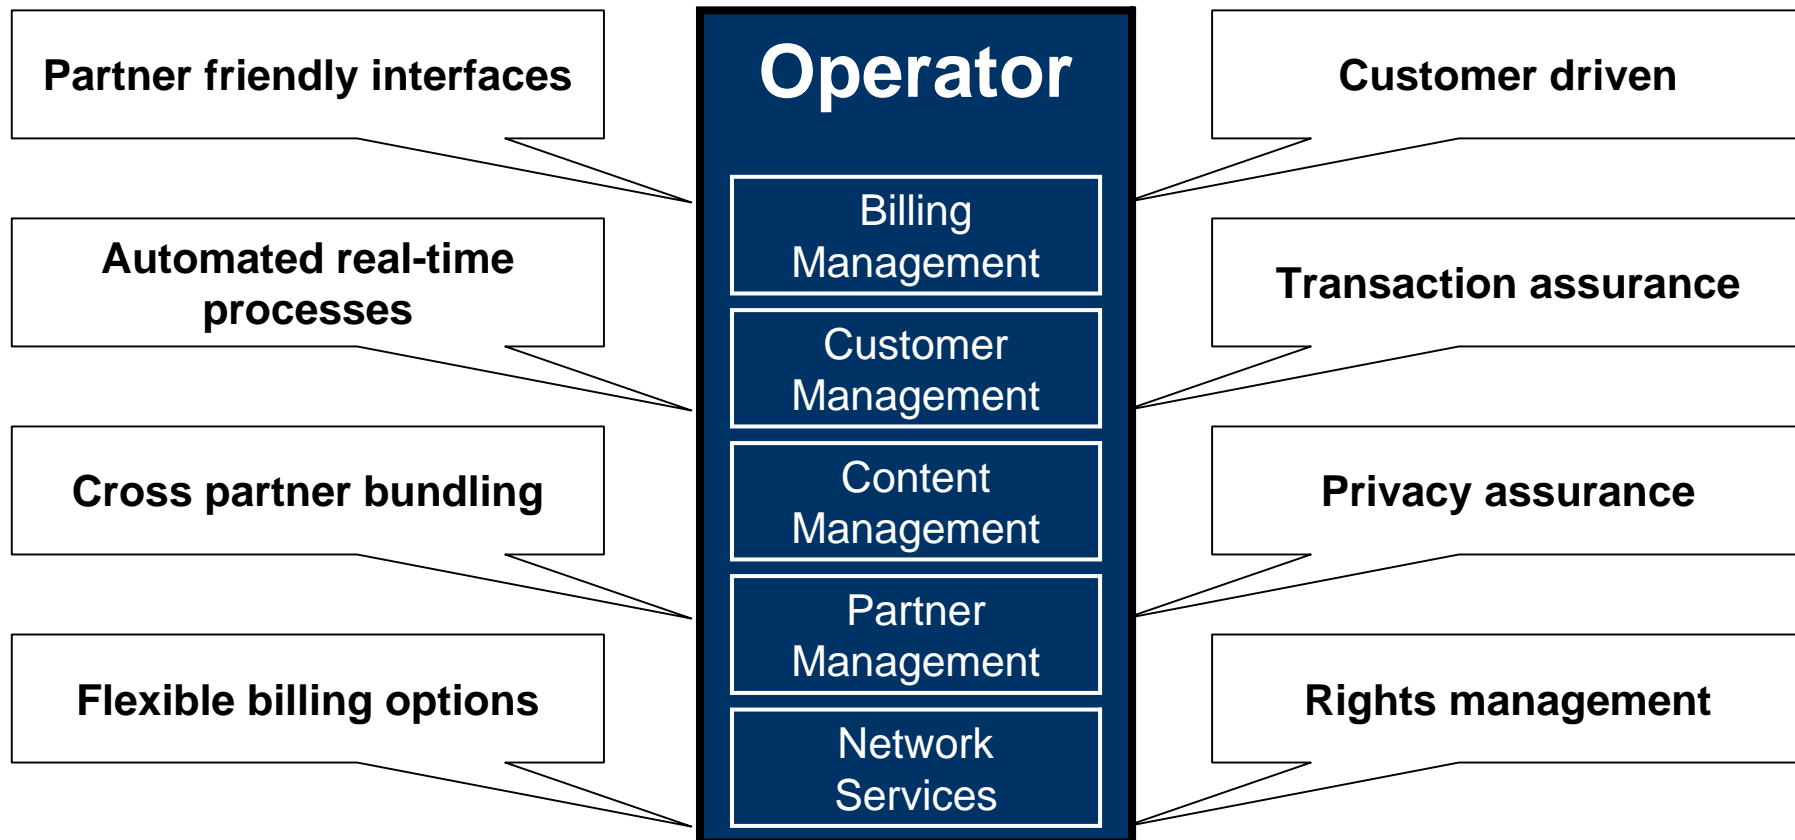 Partner friendly interfaces
Automated real-time
processes
Cross partner bundling
Flexible billing options
Operator
Billing
Management
Customer
Management
Content
Management
Partner
Management
Network
Services
Customer driven
Transaction assurance
Privacy assurance
Rights management